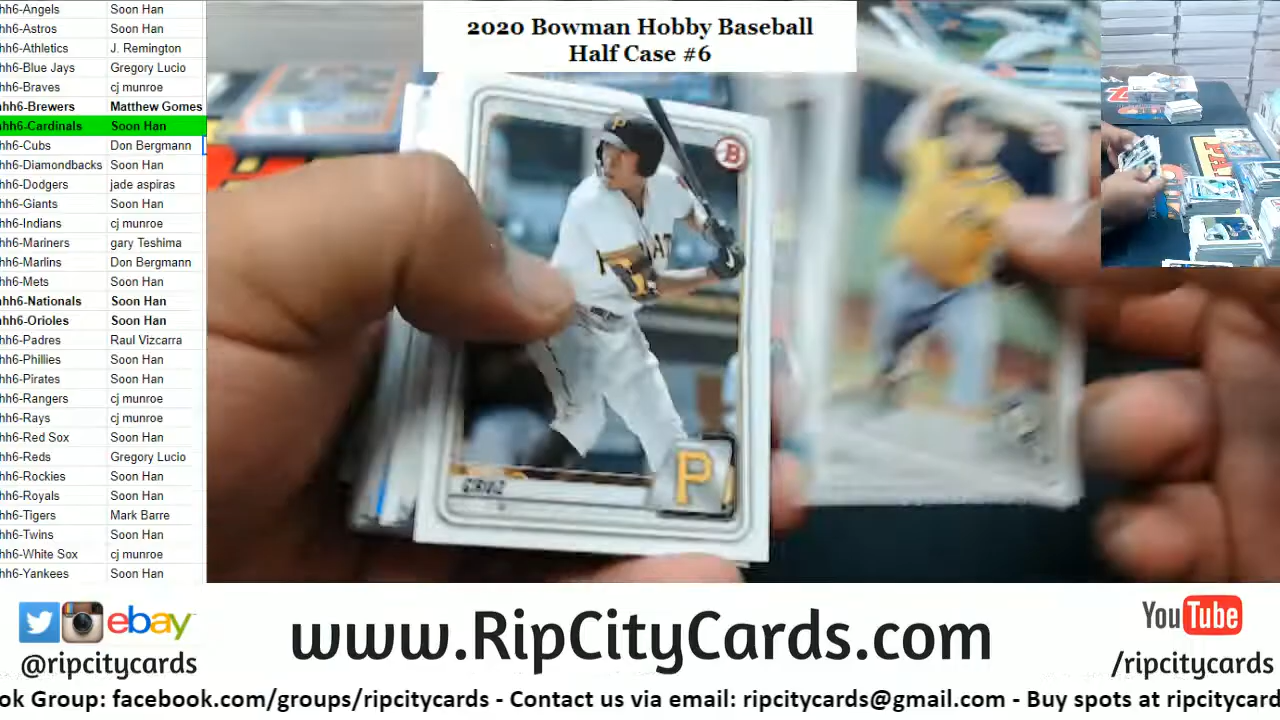 2020 Bowman Hobby Baseball
Half Case #6
hh6-Angels Soon Han
hh6-Astros Soon Han
hh6-Athletics J. Remington
hh6-Blue Jays Gregory Lucio
hh6-Braves cj munroe
hh6-Brewers Matthew Gomes
hh6-Cardinals Soon Han
hh6-Cubs Don Bergmann
hh6-Diamondbacks Soon Han
hh6-Dodgers jade aspiras
hh6-Giants Soon Han
hh6-Indians cj munroe
hh6-Mariners gary Teshima
hh6-Marlins Don Bergmann
hh6-Mets Soon Han
hh6-Nationals Soon Han
hh6-Orioles Soon Han
hh6-Padres Raul Vizcarra
hh6-Phillies Soon Han
hh6-Pirates Soon Han
hh6-Rangers cj munroe
hh6-Rays cj munroe
hh6-Red Sox Soon Han
hh6-Reds Gregory Lucio
hh6-Rockies Soon Han
hh6-Royals Soon Han
hh6-Tigers Mark Barre
hh6-Twins Soon Han
hh6-White Sox cj munroe
hh6-Yankees Soon Han
P
B
CRUZ
P
ebay
@ripcitycards
www.RipCityCards.com
YouTube
/ripcitycards
ok Group: facebook.com/groups/ripcitycards - Contact us via email: ripcitycards@gmail.com - Buy spots at ripcitycard